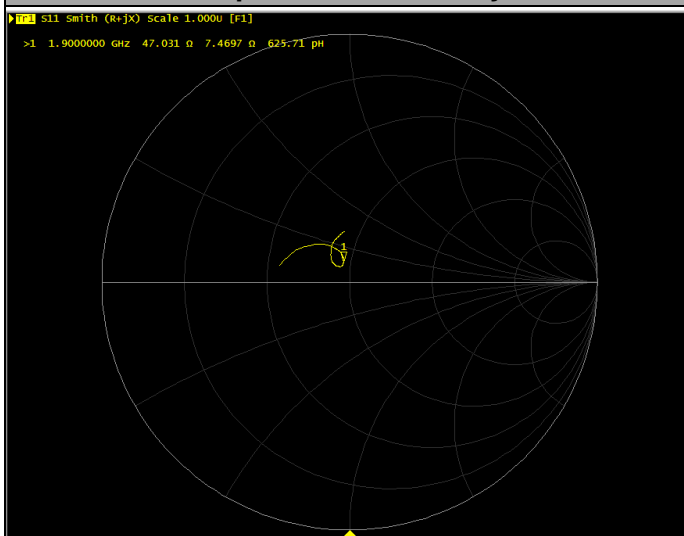 Tr1 S11 Smith (R+jX) Scale 1.000U [F1]
>1 1.9000000 GHz 47.031 Ω 7.4697 Ω 625.71 pH
1